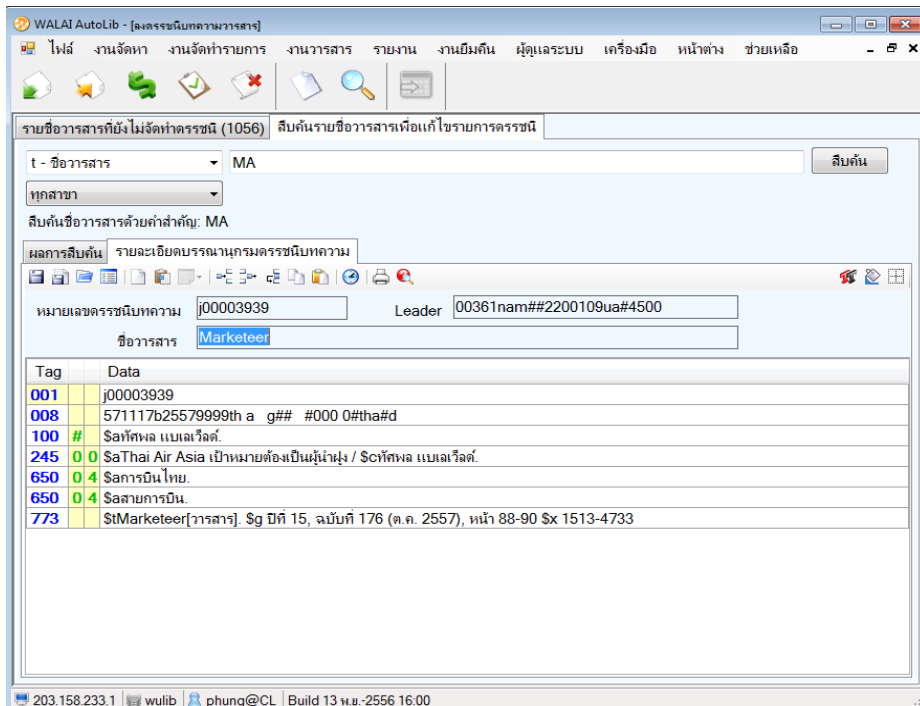 WALAI AutoLib - [ลงดรรชนีบทความวารสาร]
ไฟล์ งานจัดหา งานจัดทำรายการ งานวารสาร รายงาน งานยืมคืน ผู้ดูแลระบบ เครื่องมือ หน้าต่าง ช่วยเหลือ
รายชื่อวารสารที่ยังไม่จัดทำดรรชนี (1056) สืบค้นรายชื่อวารสารเพื่อแก้ไขรายการดรรชนี
t - ชื่อวารสาร MA สืบค้น
ทุกสาขา
สืบค้นชื่อวารสารด้วยคำสำคัญ: MA
ผลการสืบค้น รายละเอียดบรรณานุกรมดรรชนีบทความ
หมายเลขดรรชนีบทความ j00003939 Leader 00361nam##2200109ua#4500
ชื่อวารสาร Marketeer
Tag Data
001 j00003939
008 571117b25579999th a g## #000 0#tha#d
100 # $aทัศพล แบเลเว็ลด์.
245 0 0 $aThai Air Asia เป้าหมายต้องเป็นผู้นำฝูง / $cทัศพล แบเลเว็ลด์.
650 0 4 $aการบินไทย.
650 0 4 $aสายการบิน.
773 $tMarketeer[วารสาร]. $g ปีที่ 15, ฉบับที่ 176 (ต.ค. 2557), หน้า 88-90 $x 1513-4733
203.158.233.1 wulib phung@CL Build 13 พ.ย.-2556 16:00